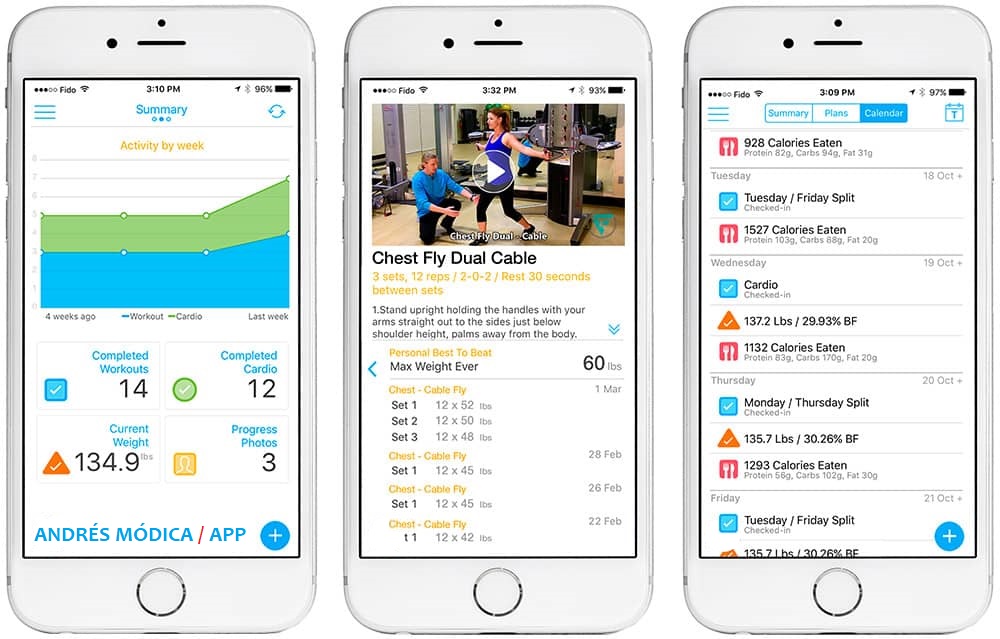 Fido 3:10 PM 96%
Summary
Activity by week
8
7
6
5
4
3
2
1
0
4 weeks ago Workout Cardio Last week
Completed
Workouts
14
Completed
Cardio
12
Current
Weight
134.9 lbs
Progress
Photos
3
ANDRÉS MÓDICA / APP
Fido 3:32 PM 93%
Chest Fly Dual - Cable
Chest Fly Dual Cable
3 sets, 12 reps / 2-0-2 / Rest 30 seconds
between sets
1.Stand upright holding the handles with your
arms straight out to the sides just below
shoulder height, palms away from the body.
Personal Best To Beat
Max Weight Ever 60 lbs
Chest - Cable Fly 1 Mar
Set 1 12 x 52 lbs
Set 2 12 x 50 lbs
Set 3 12 x 48 lbs
Chest - Cable Fly 28 Feb
Set 1 12 x 45 lbs
Chest - Cable Fly 26 Feb
Set 1 12 x 45 lbs
Chest - Cable Fly 22 Feb
t 1 12 x 42 lbs
Fido 3:09 PM 97%
Summary Plans Calendar
T
928 Calories Eaten
Protein 82g, Carbs 94g, Fat 31g
Tuesday 18 Oct +
Tuesday / Friday Split
Checked-in
1527 Calories Eaten
Protein 103g, Carbs 68g, Fat 20g
Wednesday 19 Oct +
Cardio
Checked-in
137.2 Lbs / 29.93% BF
1132 Calories Eaten
Protein 83g, Carbs 170g, Fat 20g
Thursday 20 Oct +
Monday / Thursday Split
Checked-in
135.7 Lbs / 30.26% BF
1293 Calories Eaten
Protein 56g, Carbs 102g, Fat 30g
Friday 21 Oct +
Tuesday / Friday Split
Checked-in
135.7 Lbs / 30.26% BF